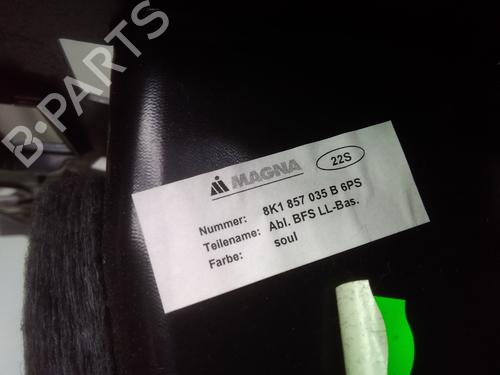 B-PARTS
MAGNA
22S
Nummer: 8K1 857 035 B 6PS
Teilename: Abl. BFS LL-Bas.
Farbe: soul